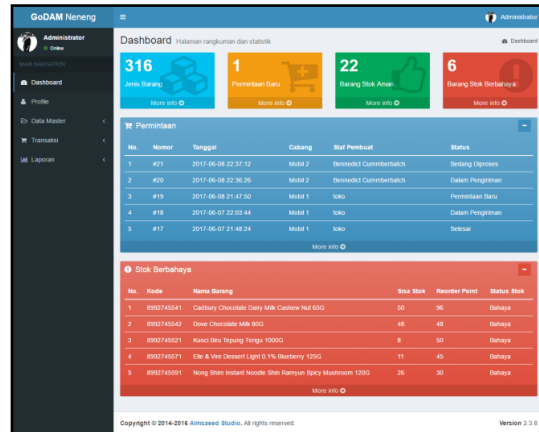 GoDAM Neneng
Administrator
Administrator
Online
MAIN NAVIGATION
Dashboard
Profile
Data Master
Transaksi
Laporan
Dashboard Halaman rangkuman dan statistik
Dashboard
316
Jenis Barang
More info
1
Permintaan Baru
More info
22
Barang Stok Aman
More info
6
Barang Stok Berbahaya
More info
Permintaan
No. Nomor Tanggal Cabang Staf Pembuat Status
1 #21 2017-06-08 22:37:12 Mobil 2 Bennedict Cummberbatch Sedang Diproses
2 #20 2017-06-08 22:36:26 Mobil 2 Bennedict Cummberbatch Dalam Pengiriman
3 #19 2017-06-08 21:47:50 Mobil 1 toko Permintaan Baru
4 #18 2017-06-07 22:03:44 Mobil 1 toko Dalam Pengiriman
5 #17 2017-06-07 21:48:24 Mobil 1 toko Selesai
More info
Stok Berbahaya
No. Kode Nama Barang Sisa Stok Reorder Point Status Stok
1 8992745541 Cadbury Chocolate Dairy Milk Cashew Nut 65G 50 96 Bahaya
2 8992745542 Dove Chocolate Milk 80G 48 48 Bahaya
3 8992745521 Kunci Biru Tepung Terigu 1000G 8 50 Bahaya
4 8992745571 Elle & Vire Dessert Light 0.1% Blueberry 125G 11 45 Bahaya
5 8992745591 Nong Shim Instant Noodle Shin Ramyun Spicy Mushroom 120G 26 30 Bahaya
More info
Copyright © 2014-2016 Almsaeed Studio. All rights reserved. Version 2.3.8